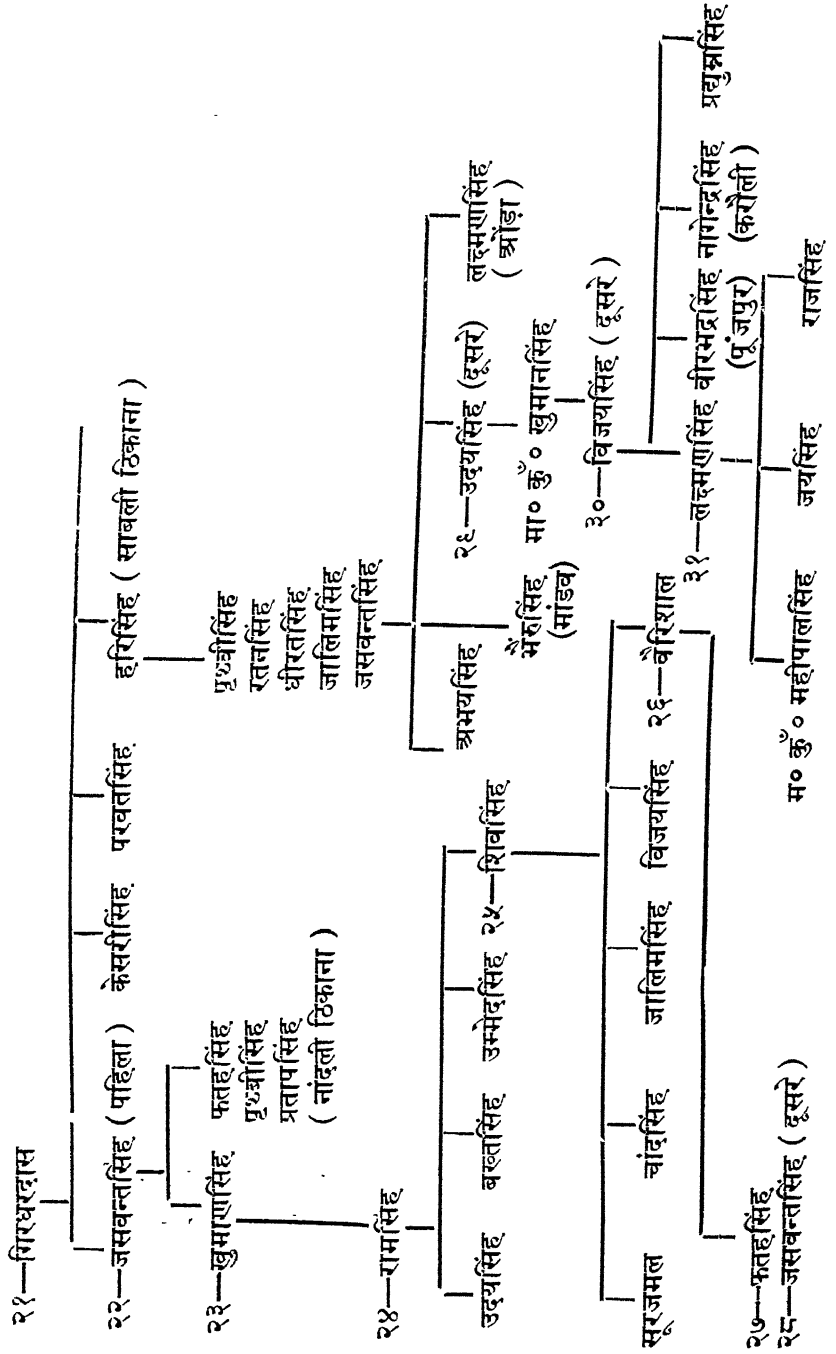 २१—गिरधरदास
२२—जसवन्तसिंह ( पहिला ) केसरीसिंह परवतसिंह हरिसिंह ( साबली ठिकाना )
२३—खुमाणसिंह फतहसिंह पृथ्वीसिंह
पृथ्वीसिंह रतनसिंह
प्रतापसिंह धीरतसिंह
( नांदली ठिकाना ) जालिमसिंह
जसवन्तसिंह
२४—रामसिंह
उदयसिंह बख्तसिंह उम्मेदसिंह २५—शिवसिंह अभयसिंह २९—उदयसिंह (दूसरे) लक्ष्मणसिंह
( ओड़ा )
भैंरुसिंह मा० कुँ० खुमानसिंह
(मांडव)
३०—विजयसिंह ( दूसरे )
सूरजमल चांदसिंह जालिमसिंह विजयसिंह २६—वैरिशाल
३१—लक्ष्मणसिंह वीरभद्रसिंह नागेन्द्रसिंह प्रद्युम्नसिंह
(पूंजपुर) (करौली)
२७—फतहसिंह
२८—जसवन्तसिंह ( दूसरे )
म० कुँ० महीपालसिंह जयसिंह राजसिंह